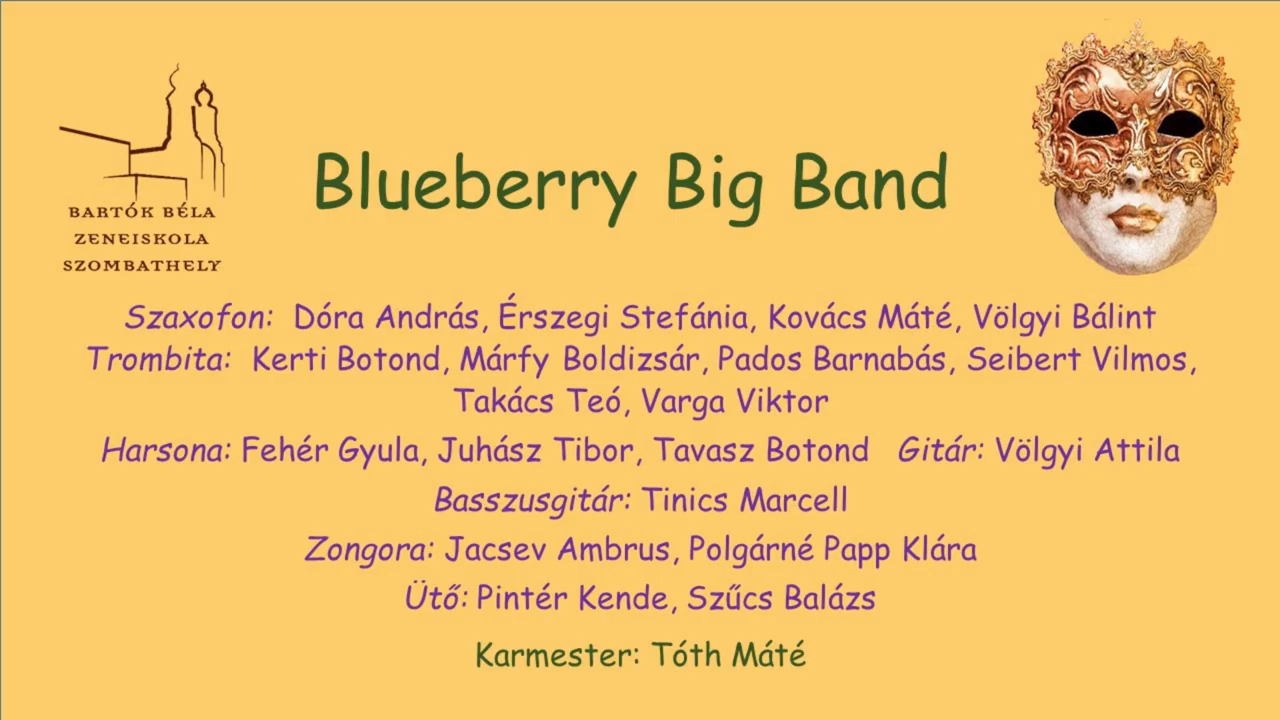 BARTÓK BÉLA
ZENEISKOLA
SZOMBATHELY
Blueberry Big Band
Szaxofon: Dóra András, Érszegi Stefánia, Kovács Máté, Völgyi Bálint
Trombita: Kerti Botond, Márfy Boldizsár, Pados Barnabás, Seibert Vilmos,
Takács Teó, Varga Viktor
Harsona: Fehér Gyula, Juhász Tibor, Tavasz Botond Gitár: Völgyi Attila
Basszusgitár: Tinics Marcell
Zongora: Jacsev Ambrus, Polgárné Papp Klára
Ütő: Pintér Kende, Szűcs Balázs
Karmester: Tóth Máté